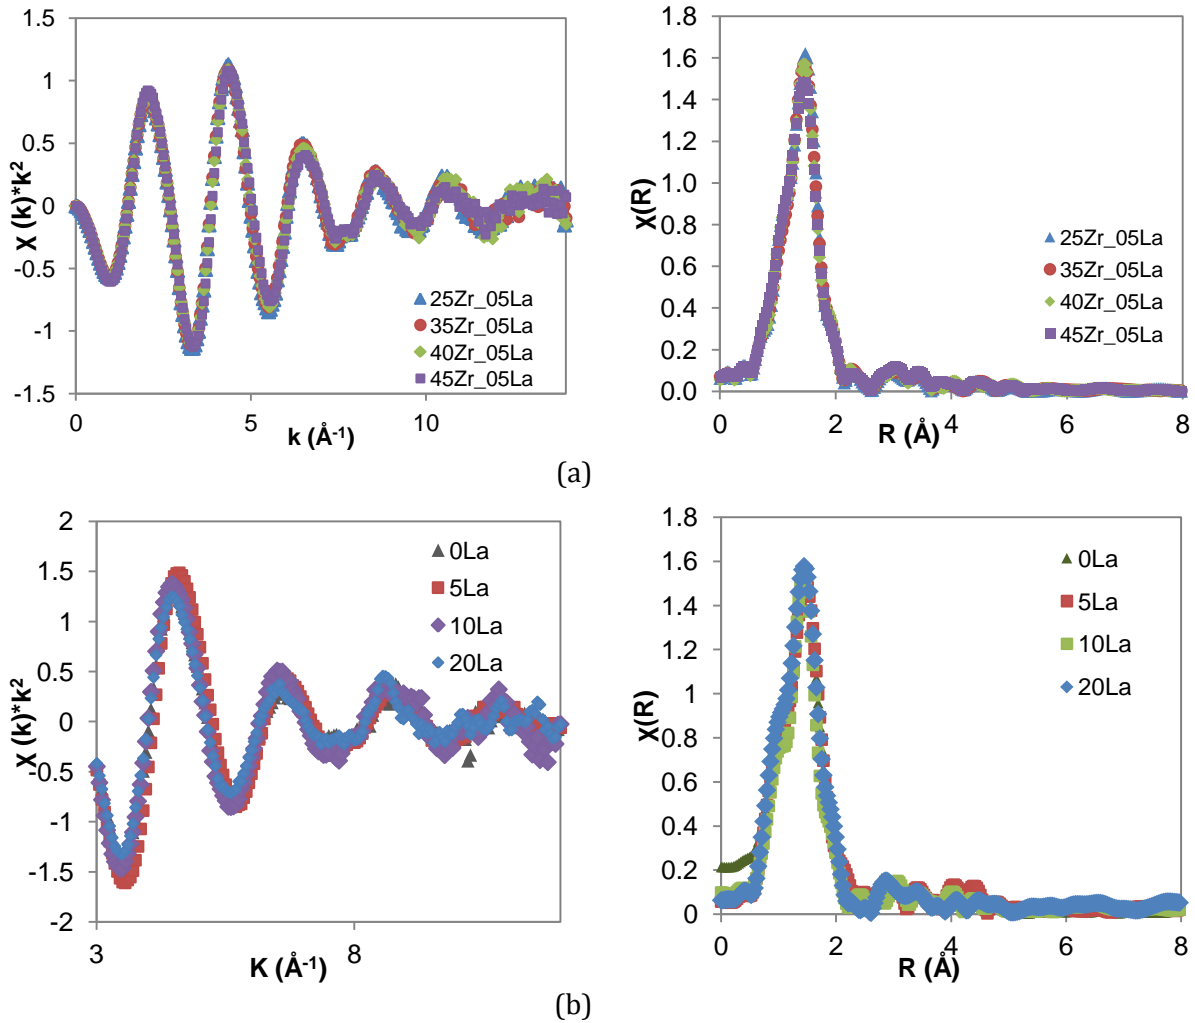 1.5
1
0.5
0
-0.5
-1
-1.5
χ (k)*k²
0 5 10
k (Å⁻¹)
25Zr_05La
35Zr_05La
40Zr_05La
45Zr_05La
1.8
1.6
1.4
1.2
1.0
0.8
0.6
0.4
0.2
0.0
χ(R)
0 2 4 6 8
R (Å)
25Zr_05La
35Zr_05La
40Zr_05La
45Zr_05La
(a)
2
1.5
1
0.5
0
-0.5
-1
-1.5
-2
χ (k)*k²
3 8
K (Å⁻¹)
0La
5La
10La
20La
1.8
1.6
1.4
1.2
1
0.8
0.6
0.4
0.2
0
χ(R)
0 2 4 6 8
R (Å)
0La
5La
10La
20La
(b)